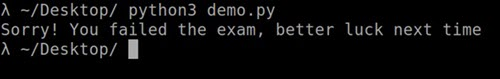 λ ~/Desktop/ python3 demo.py
Sorry! You failed the exam, better luck next time
λ ~/Desktop/